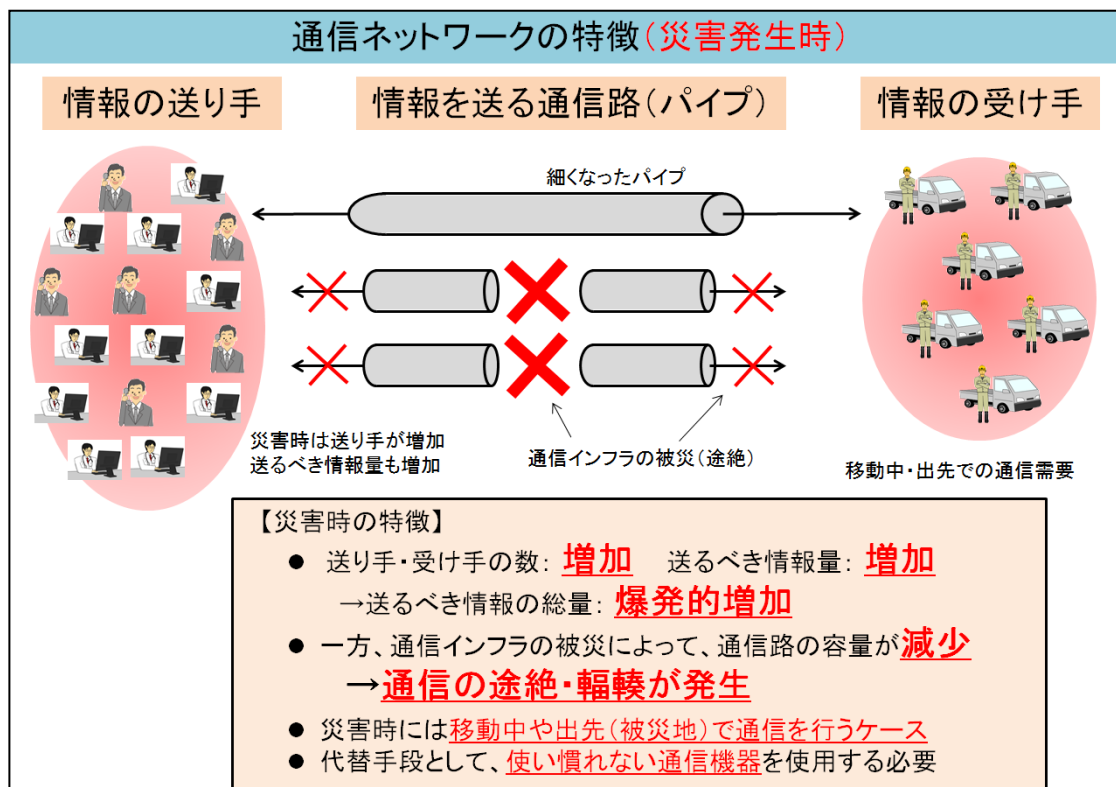 通信ネットワークの特徴(災害発生時)
情報の送り手
情報を送る通信路(パイプ)
情報の受け手
細くなったパイプ
災害時は送り手が増加
送るべき情報量も増加
通信インフラの被災(途絶)
移動中・出先での通信需要
【災害時の特徴】
● 送り手・受け手の数: 増加 送るべき情報量: 増加
→送るべき情報の総量: 爆発的増加
● 一方、通信インフラの被災によって、通信路の容量が減少
→通信の途絶・輻輳が発生
● 災害時には移動中や出先(被災地)で通信を行うケース
● 代替手段として、使い慣れない通信機器を使用する必要